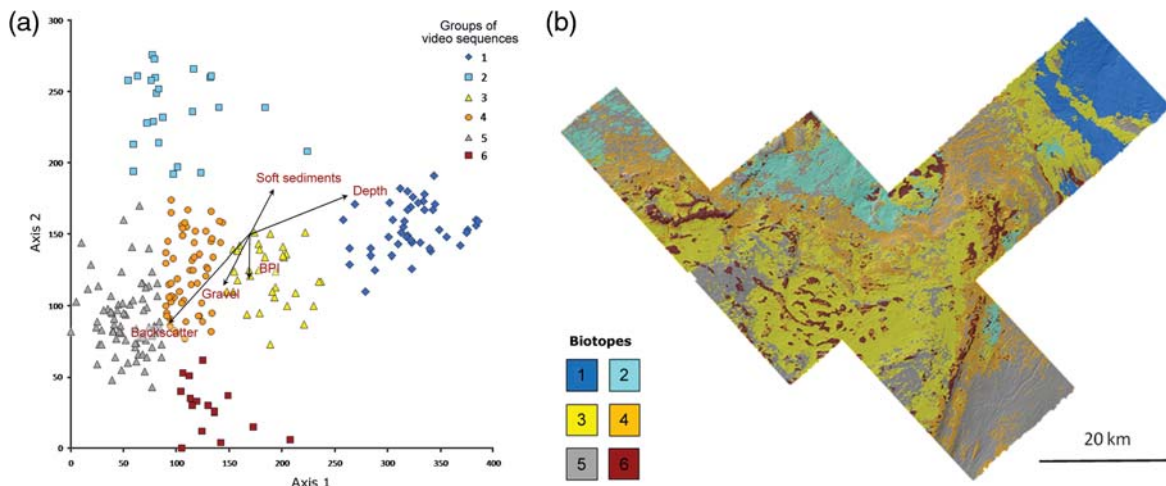 (a)
300
250
200
150
100
50
0
Axis 2
0 50 100 150 200 250 300 350 400
Axis 1
Groups of
video sequences
1
2
3
4
5
6
Soft sediments
Depth
BPI
Gravel
Backscatter
(b)
Biotopes
1 2
3 4
5 6
20 km